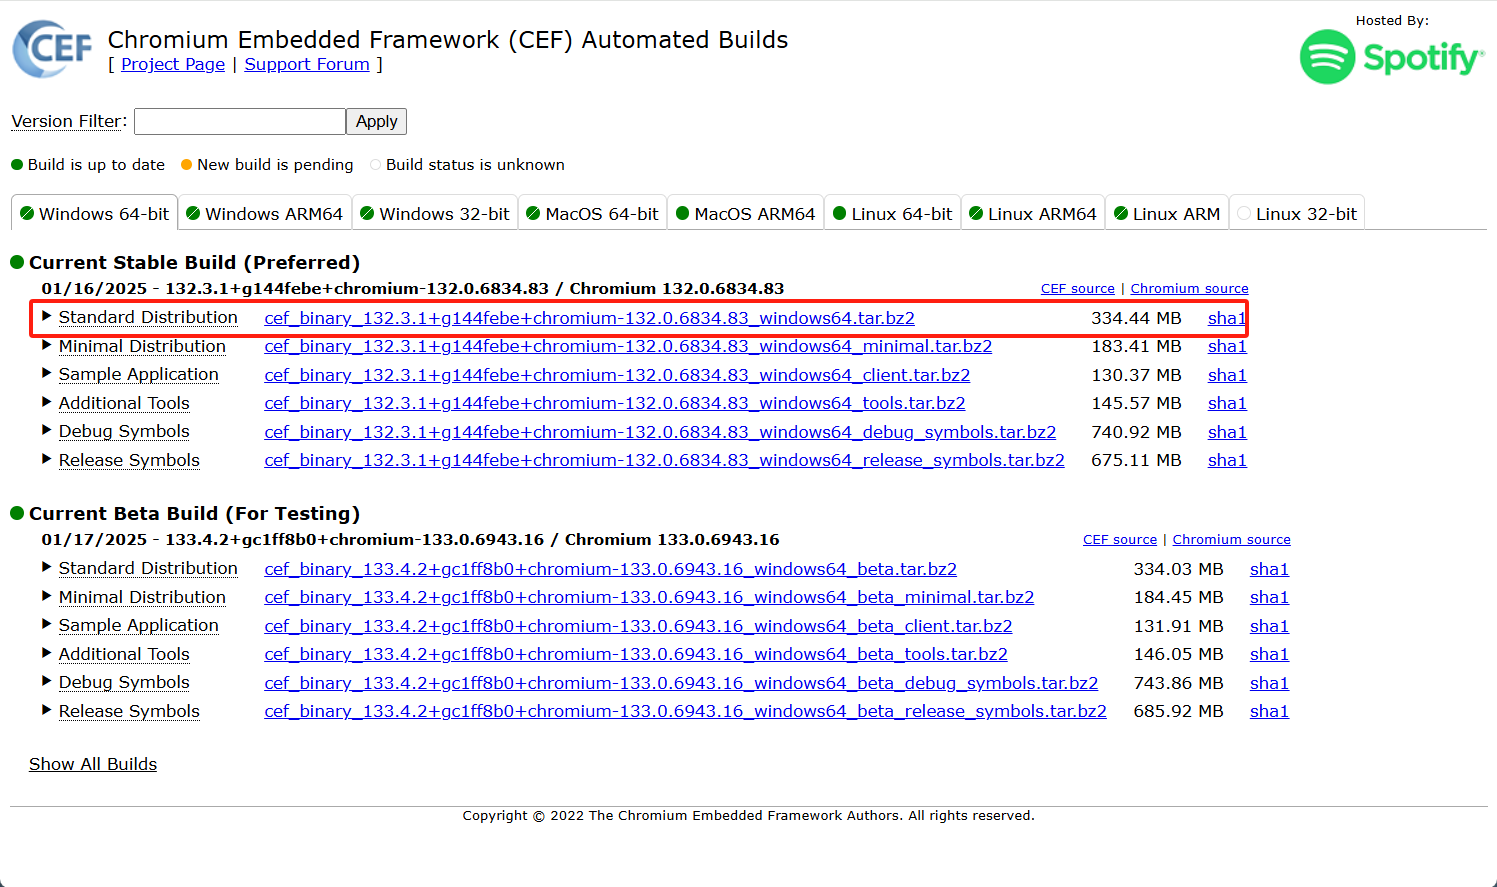 Hosted By:
CEF
Chromium Embedded Framework (CEF) Automated Builds
[ Project Page | Support Forum ]
Spotify®
Version Filter: Apply
Build is up to date New build is pending Build status is unknown
Windows 64-bit Windows ARM64 Windows 32-bit MacOS 64-bit MacOS ARM64 Linux 64-bit Linux ARM64 Linux ARM Linux 32-bit
Current Stable Build (Preferred)
01/16/2025 - 132.3.1+g144febe+chromium-132.0.6834.83 / Chromium 132.0.6834.83 CEF source | Chromium source
Standard Distribution cef_binary_132.3.1+g144febe+chromium-132.0.6834.83_windows64.tar.bz2 334.44 MB sha1
Minimal Distribution cef_binary_132.3.1+g144febe+chromium-132.0.6834.83_windows64_minimal.tar.bz2 183.41 MB sha1
Sample Application cef_binary_132.3.1+g144febe+chromium-132.0.6834.83_windows64_client.tar.bz2 130.37 MB sha1
Additional Tools cef_binary_132.3.1+g144febe+chromium-132.0.6834.83_windows64_tools.tar.bz2 145.57 MB sha1
Debug Symbols cef_binary_132.3.1+g144febe+chromium-132.0.6834.83_windows64_debug_symbols.tar.bz2 740.92 MB sha1
Release Symbols cef_binary_132.3.1+g144febe+chromium-132.0.6834.83_windows64_release_symbols.tar.bz2 675.11 MB sha1
Current Beta Build (For Testing)
01/17/2025 - 133.4.2+gc1ff8b0+chromium-133.0.6943.16 / Chromium 133.0.6943.16 CEF source | Chromium source
Standard Distribution cef_binary_133.4.2+gc1ff8b0+chromium-133.0.6943.16_windows64_beta.tar.bz2 334.03 MB sha1
Minimal Distribution cef_binary_133.4.2+gc1ff8b0+chromium-133.0.6943.16_windows64_beta_minimal.tar.bz2 184.45 MB sha1
Sample Application cef_binary_133.4.2+gc1ff8b0+chromium-133.0.6943.16_windows64_beta_client.tar.bz2 131.91 MB sha1
Additional Tools cef_binary_133.4.2+gc1ff8b0+chromium-133.0.6943.16_windows64_beta_tools.tar.bz2 146.05 MB sha1
Debug Symbols cef_binary_133.4.2+gc1ff8b0+chromium-133.0.6943.16_windows64_beta_debug_symbols.tar.bz2 743.86 MB sha1
Release Symbols cef_binary_133.4.2+gc1ff8b0+chromium-133.0.6943.16_windows64_beta_release_symbols.tar.bz2 685.92 MB sha1
Show All Builds
Copyright © 2022 The Chromium Embedded Framework Authors. All rights reserved.